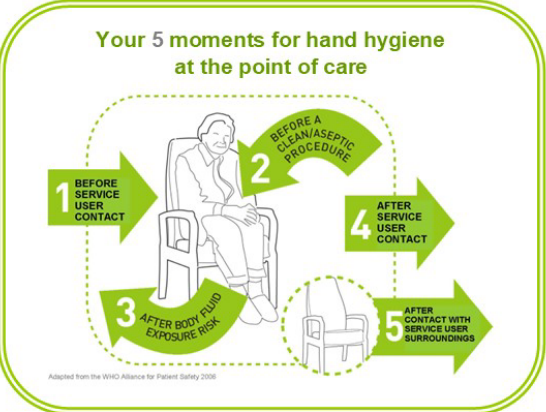 Your 5 moments for hand hygiene
at the point of care
1 BEFORE
SERVICE
USER
CONTACT
2 BEFORE A
CLEAN/ASEPTIC
PROCEDURE
3 AFTER BODY FLUID
EXPOSURE RISK
4 AFTER
SERVICE
USER
CONTACT
5 AFTER
CONTACT WITH
SERVICE USER
SURROUNDINGS
Adapted from the WHO Alliance for Patient Safety 2006